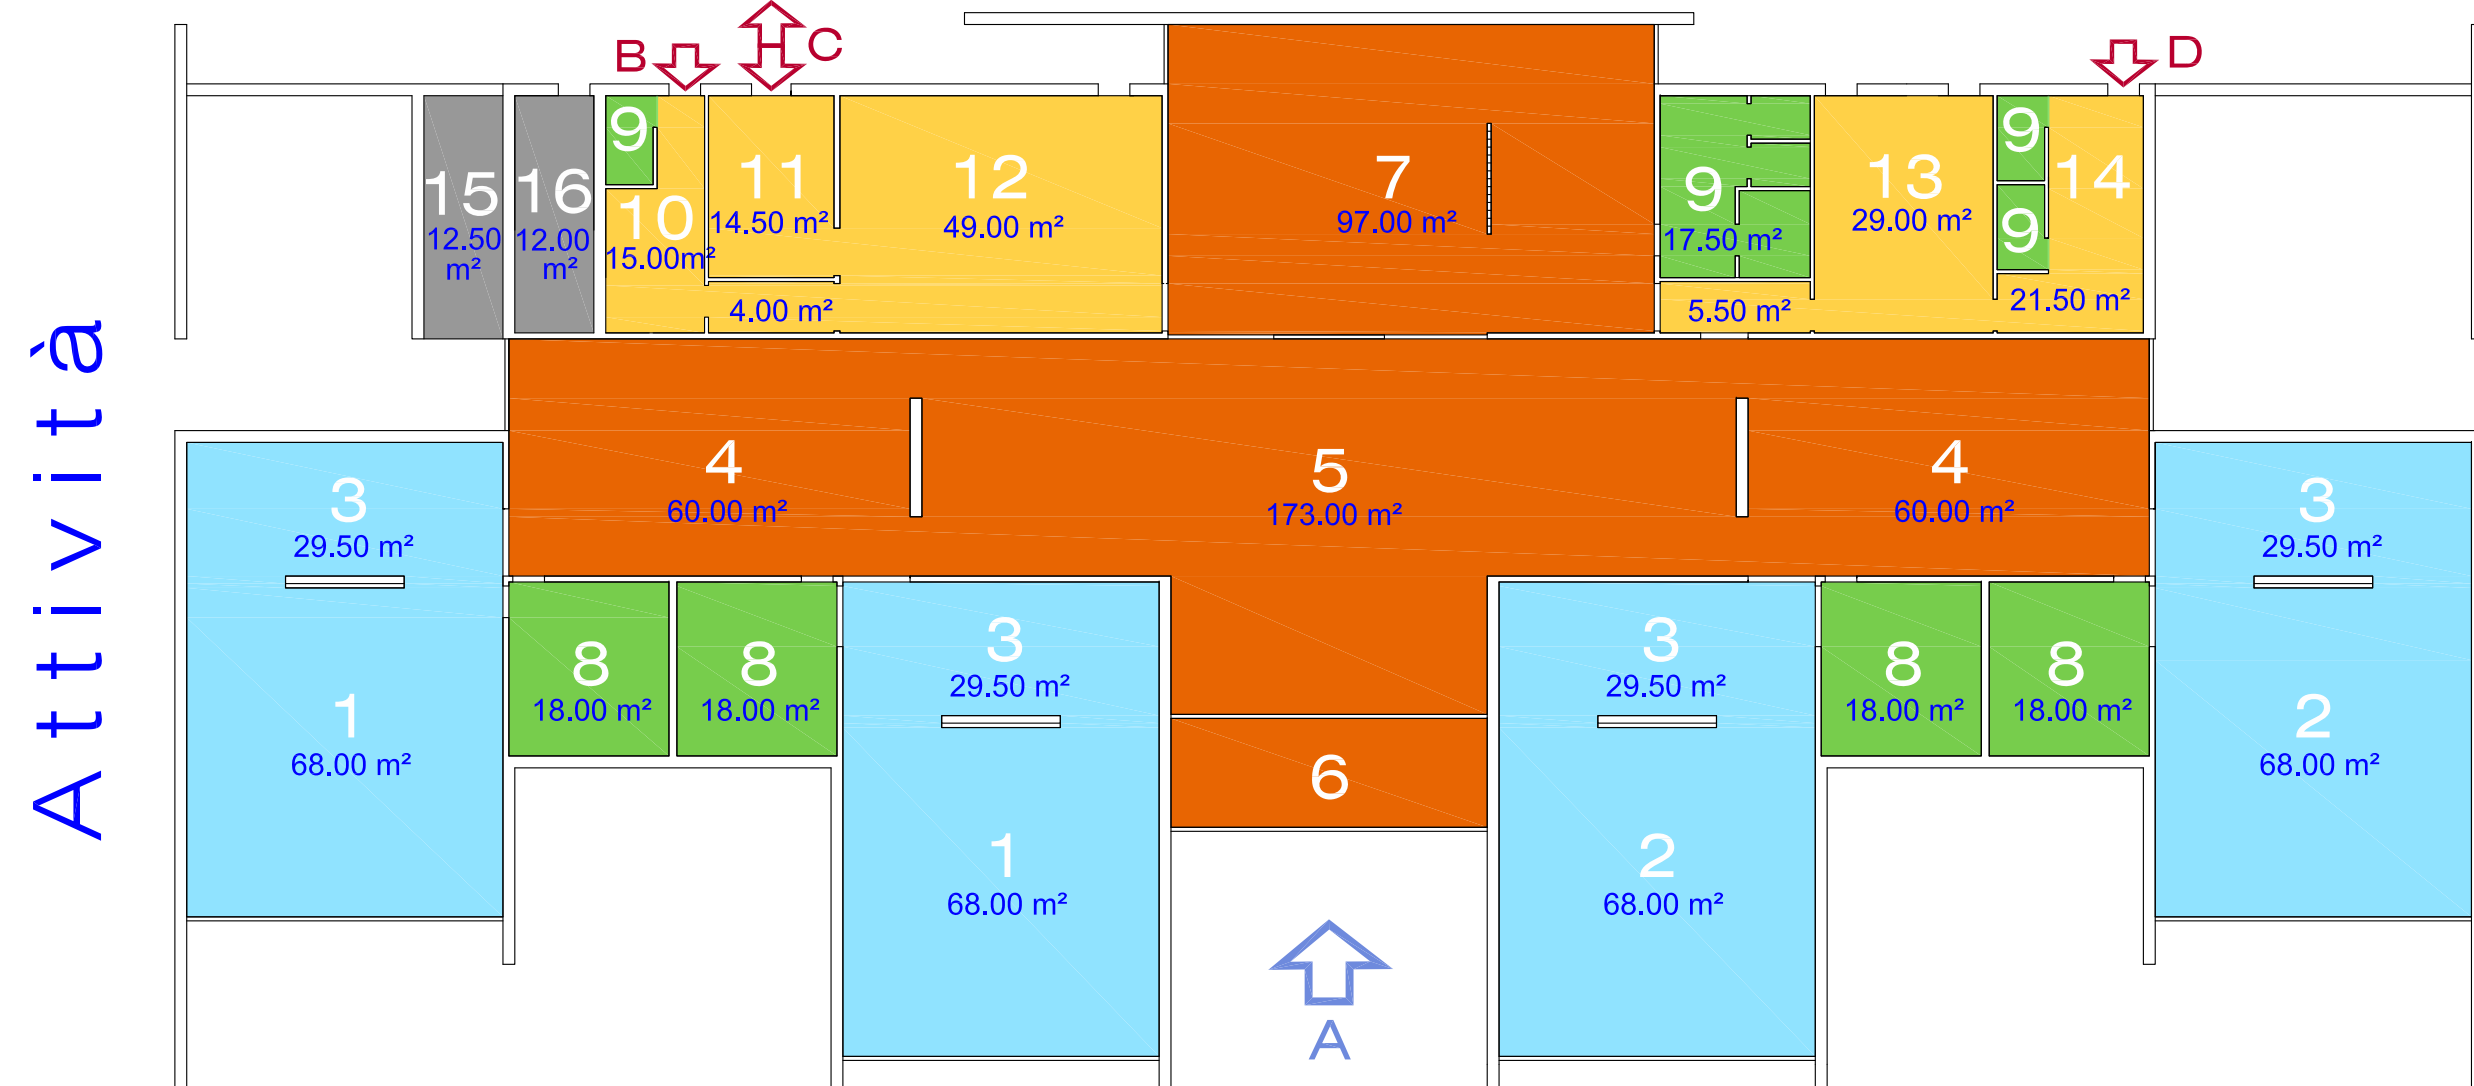 B
C
D
15
12.50
m²
16
12.00
m²
9
10
15.00m²
11
14.50 m²
4.00 m²
12
49.00 m²
7
97.00 m²
9
17.50 m²
5.50 m²
13
29.00 m²
9
9
14
21.50 m²
Attività
4
60.00 m²
5
173.00 m²
4
60.00 m²
3
29.50 m²
1
68.00 m²
8
18.00 m²
8
18.00 m²
3
29.50 m²
1
68.00 m²
6
3
29.50 m²
2
68.00 m²
8
18.00 m²
8
18.00 m²
3
29.50 m²
2
68.00 m²
A